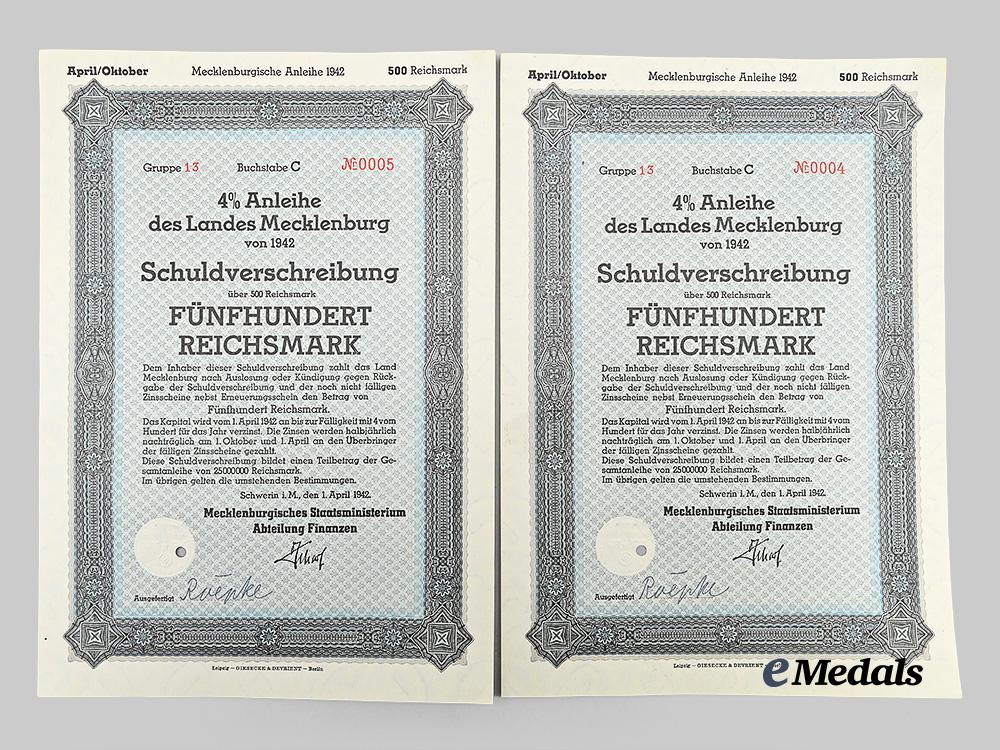 April/Oktober Mecklenburgische Anleihe 1942 500 Reichsmark
Gruppe 13 Buchstabe C № 0005
4% Anleihe
des Landes Mecklenburg
von 1942
Schuldverschreibung
über 500 Reichsmark
FÜNFHUNDERT
REICHSMARK
Dem Inhaber dieser Schuldverschreibung zahlt das Land
Mecklenburg nach Auslosung oder Kündigung gegen Rück-
gabe der Schuldverschreibung und der noch nicht fälligen
Zinsscheine nebst Erneuerungsschein den Betrag von
Fünfhundert Reichsmark.
Das Kapital wird vom 1. April 1942 an bis zur Fälligkeit mit 4 vom
Hundert für das Jahr verzinst. Die Zinsen werden halbjährlich
nachträglich am 1. Oktober und 1. April an den Überbringer
der fälligen Zinsscheine gezahlt.
Diese Schuldverschreibung bildet einen Teilbetrag der Ge-
samtanleihe von 25000000 Reichsmark.
Im übrigen gelten die umstehenden Bestimmungen.
Schwerin i. M., den 1. April 1942.
Mecklenburgisches Staatsministerium
Abteilung Finanzen
Ausgefertigt Roepke
Leipzig — GIESECKE & DEVRIENT — Berlin
April/Oktober Mecklenburgische Anleihe 1942 500 Reichsmark
Gruppe 13 Buchstabe C № 0004
4% Anleihe
des Landes Mecklenburg
von 1942
Schuldverschreibung
über 500 Reichsmark
FÜNFHUNDERT
REICHSMARK
Dem Inhaber dieser Schuldverschreibung zahlt das Land
Mecklenburg nach Auslosung oder Kündigung gegen Rück-
gabe der Schuldverschreibung und der noch nicht fälligen
Zinsscheine nebst Erneuerungsschein den Betrag von
Fünfhundert Reichsmark.
Das Kapital wird vom 1. April 1942 an bis zur Fälligkeit mit 4 vom
Hundert für das Jahr verzinst. Die Zinsen werden halbjährlich
nachträglich am 1. Oktober und 1. April an den Überbringer
der fälligen Zinsscheine gezahlt.
Diese Schuldverschreibung bildet einen Teilbetrag der Ge-
samtanleihe von 25000000 Reichsmark.
Im übrigen gelten die umstehenden Bestimmungen.
Schwerin i. M., den 1. April 1942.
Mecklenburgisches Staatsministerium
Abteilung Finanzen
Ausgefertigt Roepke
Leipzig — GIESECKE & DEVRIENT —
eMedals